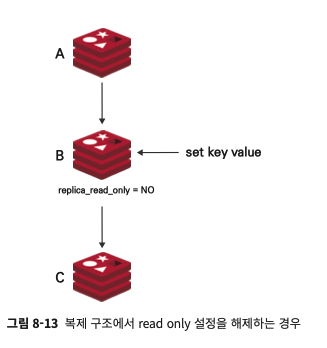 A
B
set key value
replica_read_only = NO
C
그림 8-13 복제 구조에서 read only 설정을 해제하는 경우